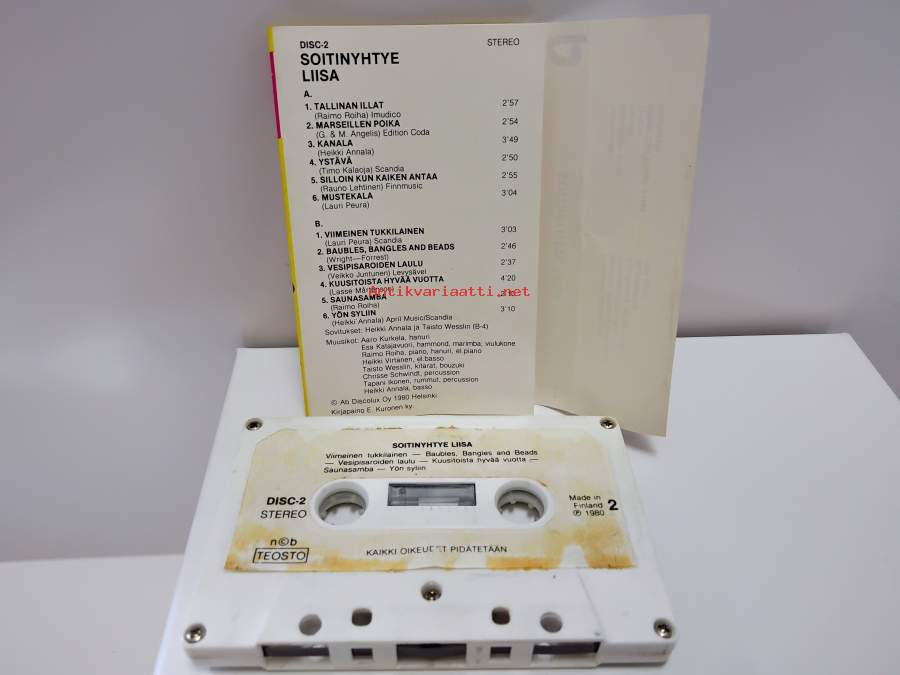 DISC-2 STEREO
SOITINYHTYE
LIISA
A.
1. TALLINAN ILLAT 2'57
(Raimo Roiha) Imudico
2. MARSEILLEN POIKA 2'54
(G. & M. Angelis) Edition Coda
3. KANALA 3'49
(Heikki Annala)
4. YSTÄVÄ 2'50
(Timo Kalaoja) Scandia
5. SILLOIN KUN KAIKEN ANTAA 2'55
(Rauno Lehtinen) Finnmusic
6. MUSTEKALA 3'04
(Lauri Peura)
B.
1. VIIMEINEN TUKKILAINEN 3'03
(Lauri Peura) Scandia
2. BAUBLES, BANGLES AND BEADS 2'46
(Wright—Forrest)
3. VESIPISAROIDEN LAULU 2'37
(Veikko Juntunen) Levysävel
4. KUUSITOISTA HYVÄÄ VUOTTA 4'20
(Lasse Mårtenson)
antikvariaatti.net
5. SAUNASAMBA
(Raimo Roiha)
6. YÖN SYLIIN 3'10
(Heikki Annala) April Music/Scandia
Sovitukset: Heikki Annala ja Taisto Wesslin (B-4)
Muusikot: Aaro Kurkela, hanuri
Esa Katajavuori, hammond, marimba, viulukone
Raimo Roiha, piano, hanuri, el.piano
Heikki Virtanen, el.basso
Taisto Wesslin, kitarat, bouzuki
Chrisse Schwindt, percussion
Tapani Ikonen, rummut, percussion
Heikki Annala, basso
© Ab Discolux Oy 1980 Helsinki
Kirjapaino E. Kuronen ky
SOITINYHTYE LIISA
Viimeinen tukkilainen — Baubles, Bangles and Beads
— Vesipisaroiden laulu — Kuusitoista hyvää vuotta —
Saunasamba — Yön syliin
DISC-2
STEREO
Made in
Finland 2
℗ 1980
n©b
TEOSTO
KAIKKI OIKEUDET PIDÄTETÄÄN